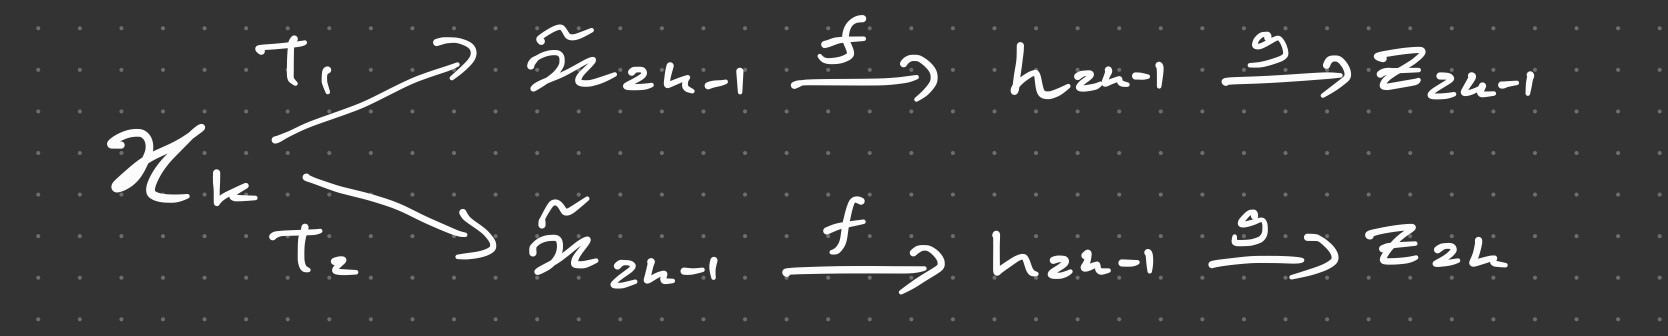 T₁ x̃₂ₖ₋₁ —f→ h₂ₖ₋₁ —g→ z₂ₖ₋₁
xₖ
T₂ x̃₂ₖ₋₁ —f→ h₂ₖ₋₁ —g→ z₂ₖ